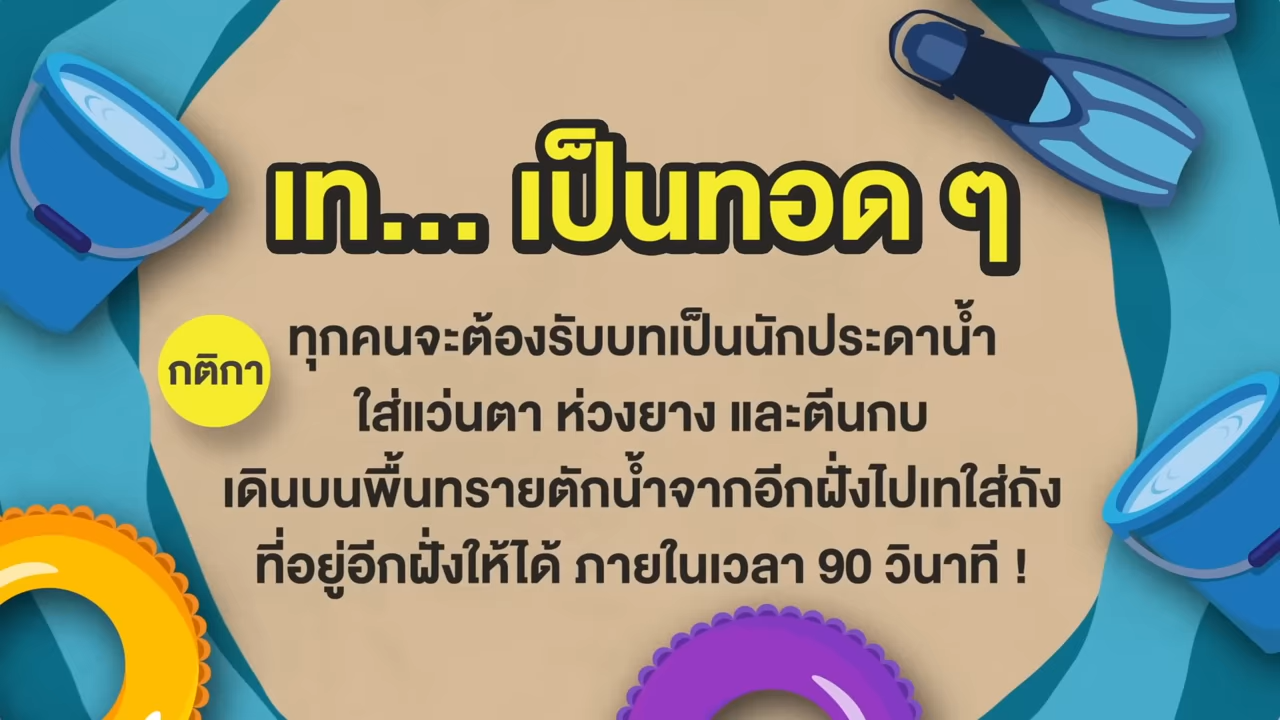 เท... เป็นทอด ๆ
กติกา
ทุกคนจะต้องรับบทเป็นนักประดาน้ำ
ใส่แว่นตา ห่วงยาง และตีนกบ
เดินบนพื้นทรายตักน้ำจากอีกฝั่งไปเทใส่ถัง
ที่อยู่อีกฝั่งให้ได้ ภายในเวลา 90 วินาที !